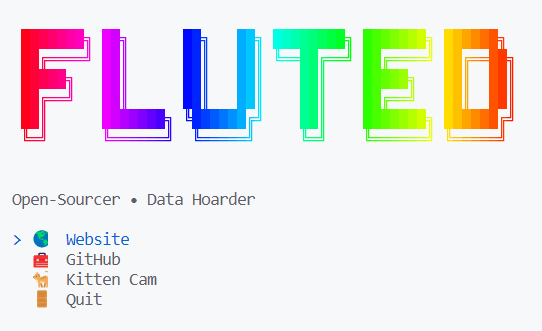 FLUTED
Open-Sourcer • Data Hoarder
> Website
GitHub
Kitten Cam
Quit